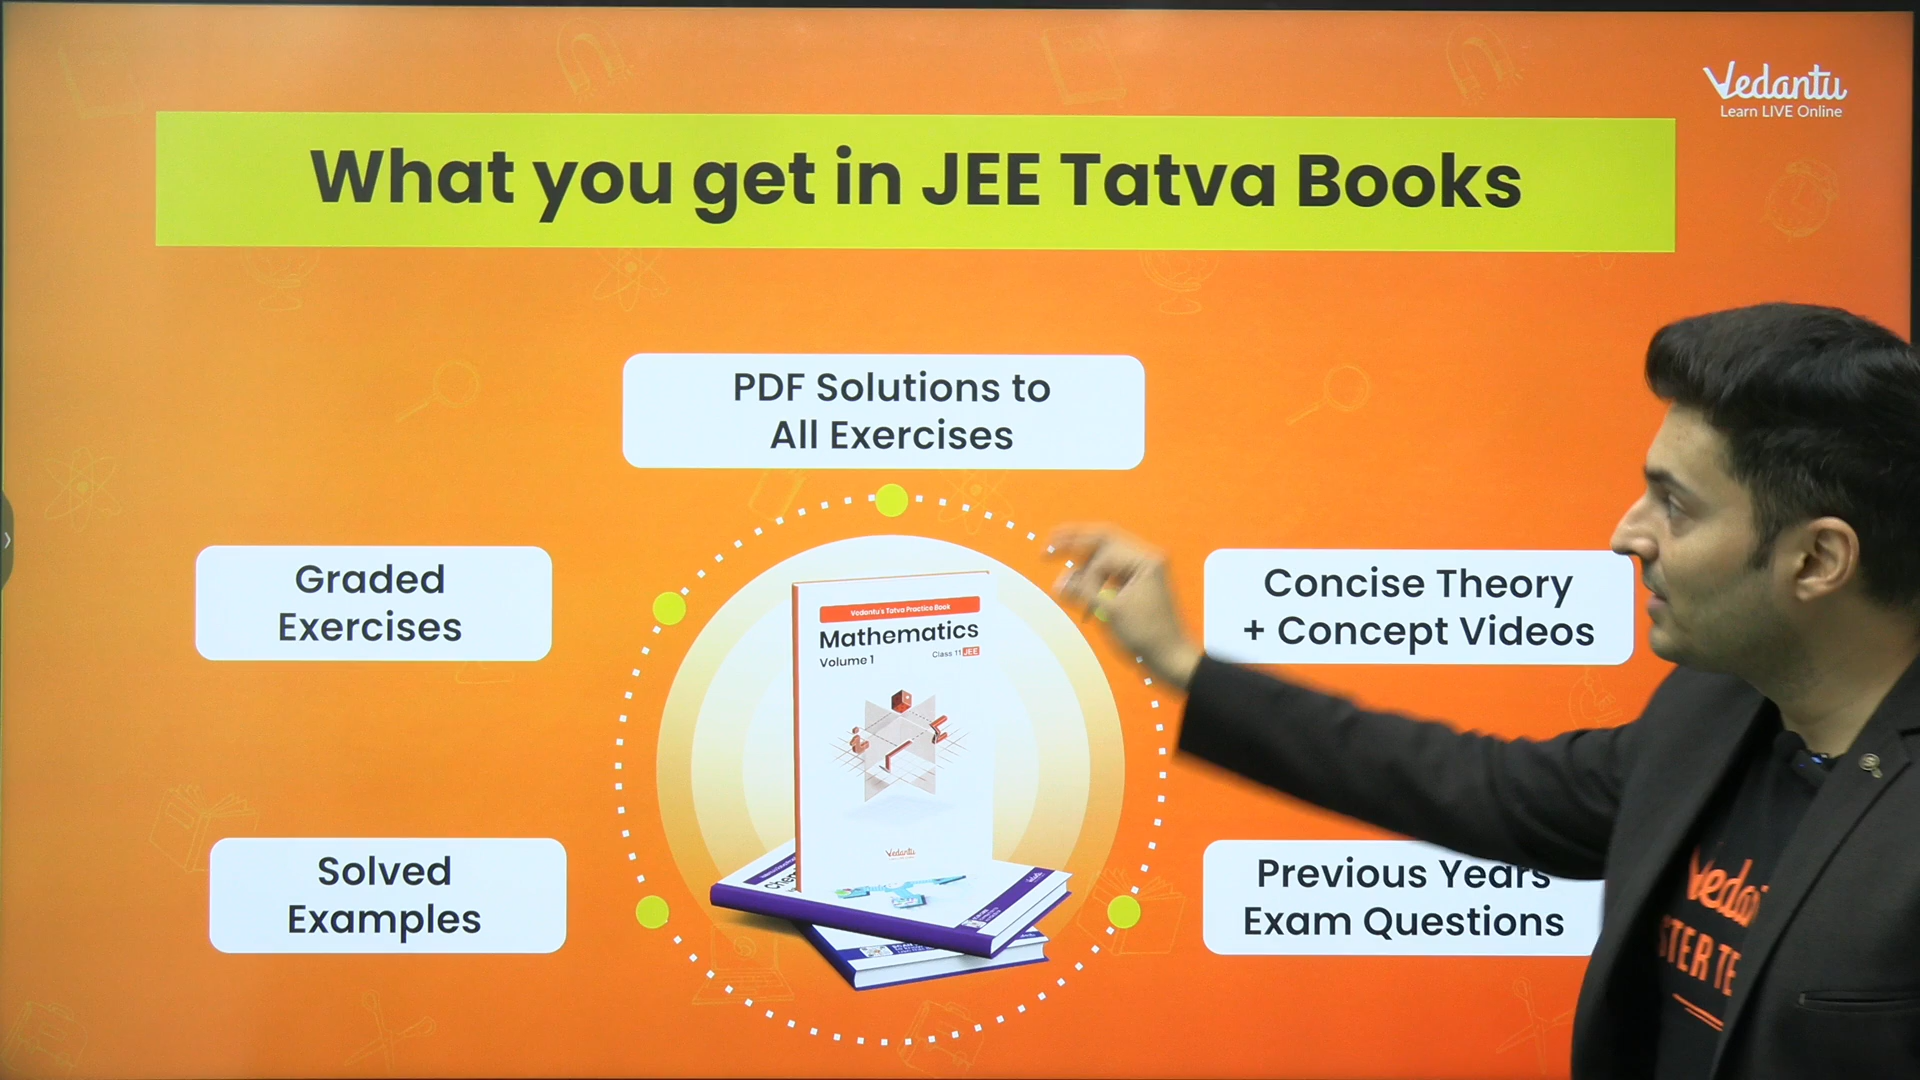 Vedantu
Learn LIVE Online
What you get in JEE Tatva Books
PDF Solutions to
All Exercises
Graded
Exercises
Concise Theory
+ Concept Videos
Vedantu's Tatva Practice Book
Mathematics
Volume 1
Class 11 JEE
Vedantu
Solved
Examples
Previous Years
Exam Questions